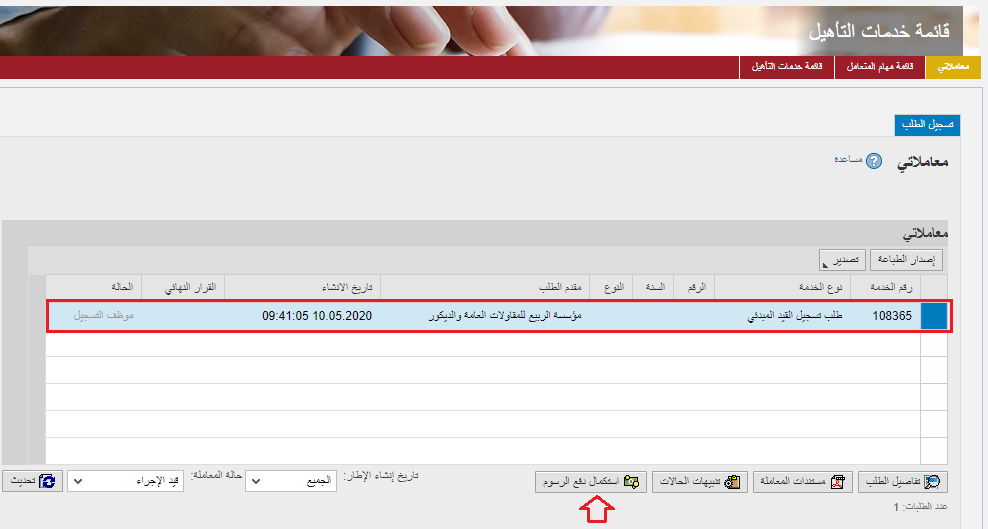 قائمة خدمات التأهيل
معاملاتي قائمة مهام المتعامل قائمة خدمات التأهيل
تسجيل الطلب
معاملاتي مساعدة
معاملاتي
إصدار الطباعة تصدير
رقم الخدمة نوع الخدمة الرقم السنة النوع مقدم الطلب تاريخ الانشاء القرار النهائي الحالة
108365 طلب تسجيل القيد المبدئي مؤسسة الربيع للمقاولات العامة والديكور 10.05.2020 09:41:05 موظف التسجيل
تفاصيل الطلب مستندات المعاملة تنبيهات الحالات استكمال دفع الرسوم تاريخ إنشاء الإطار: الجميع حالة المعاملة: قيد الإجراء تحديث
عدد الطلبات: 1